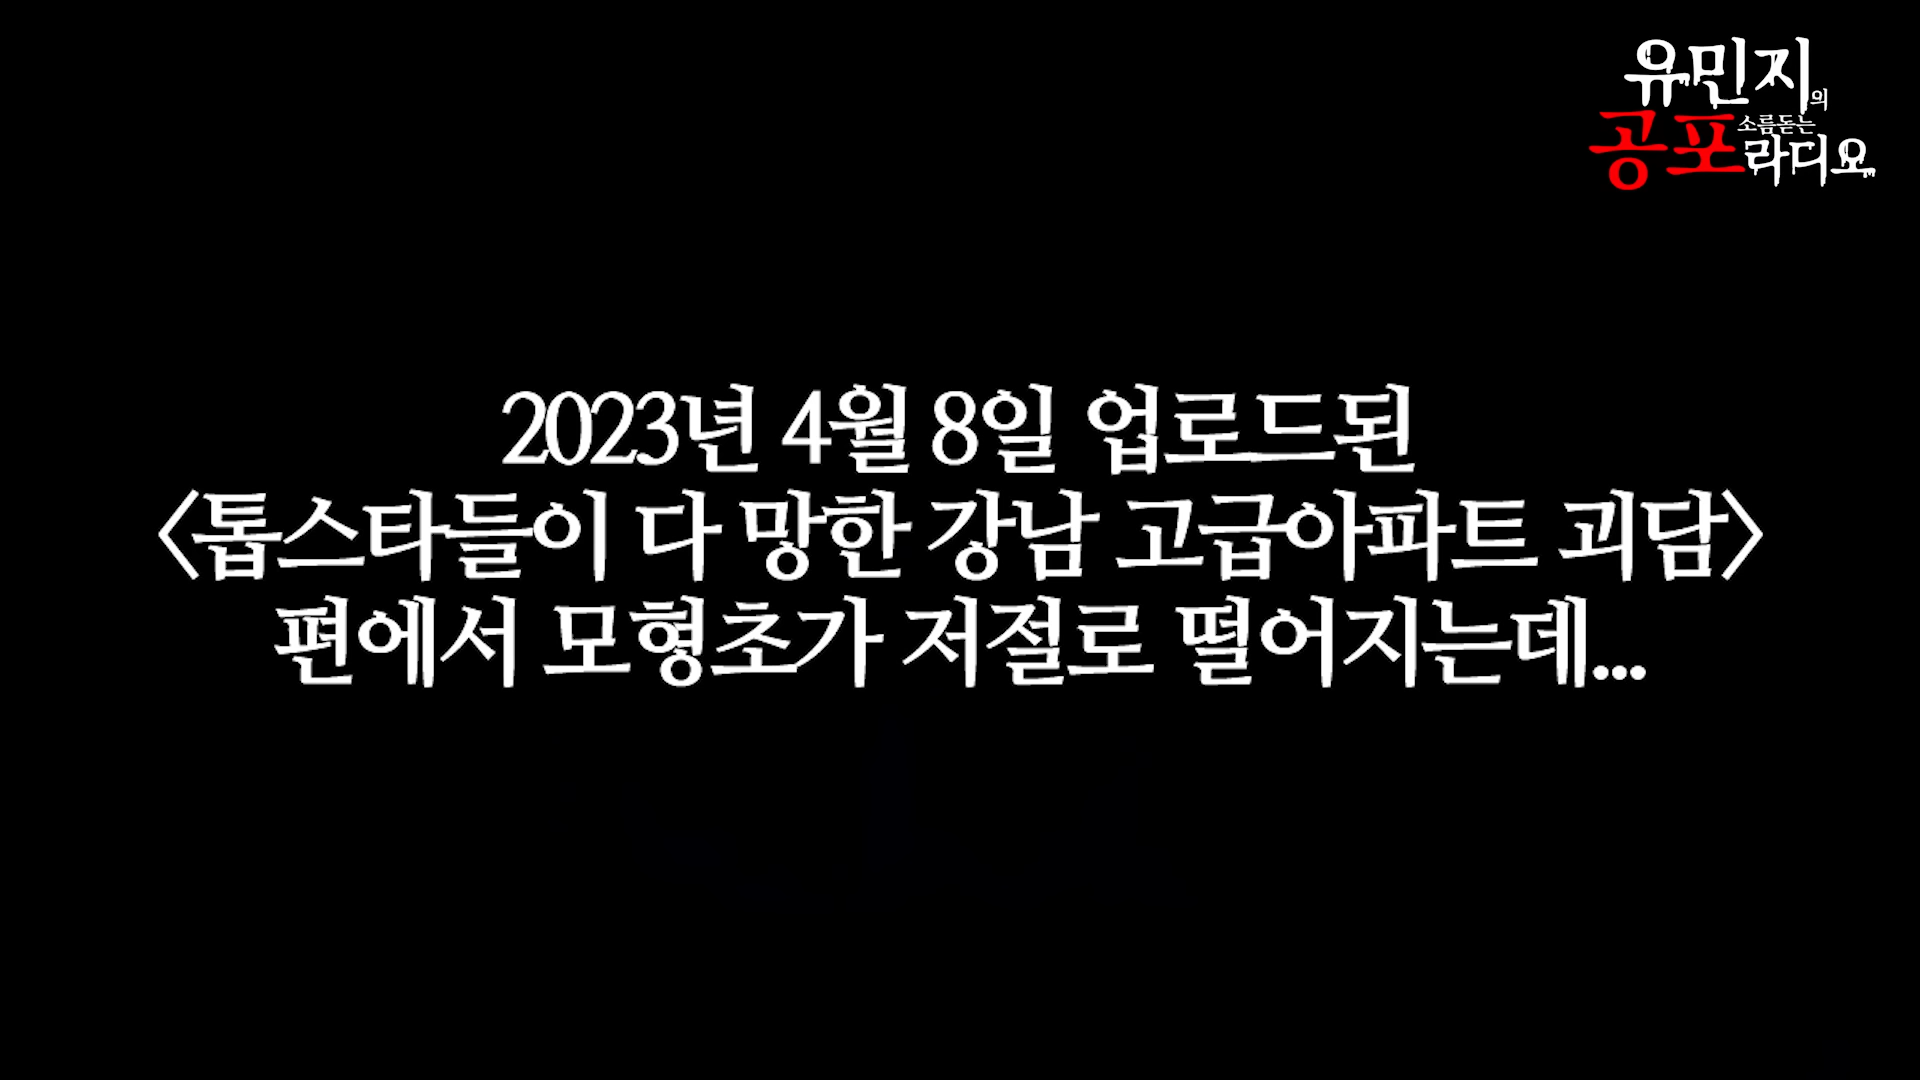 유민지의
소름돋는
공포라디오
2023년 4월 8일 업로드된
<톱스타들이 다 망한 강남 고급아파트 괴담>
편에서 모형초가 저절로 떨어지는데...